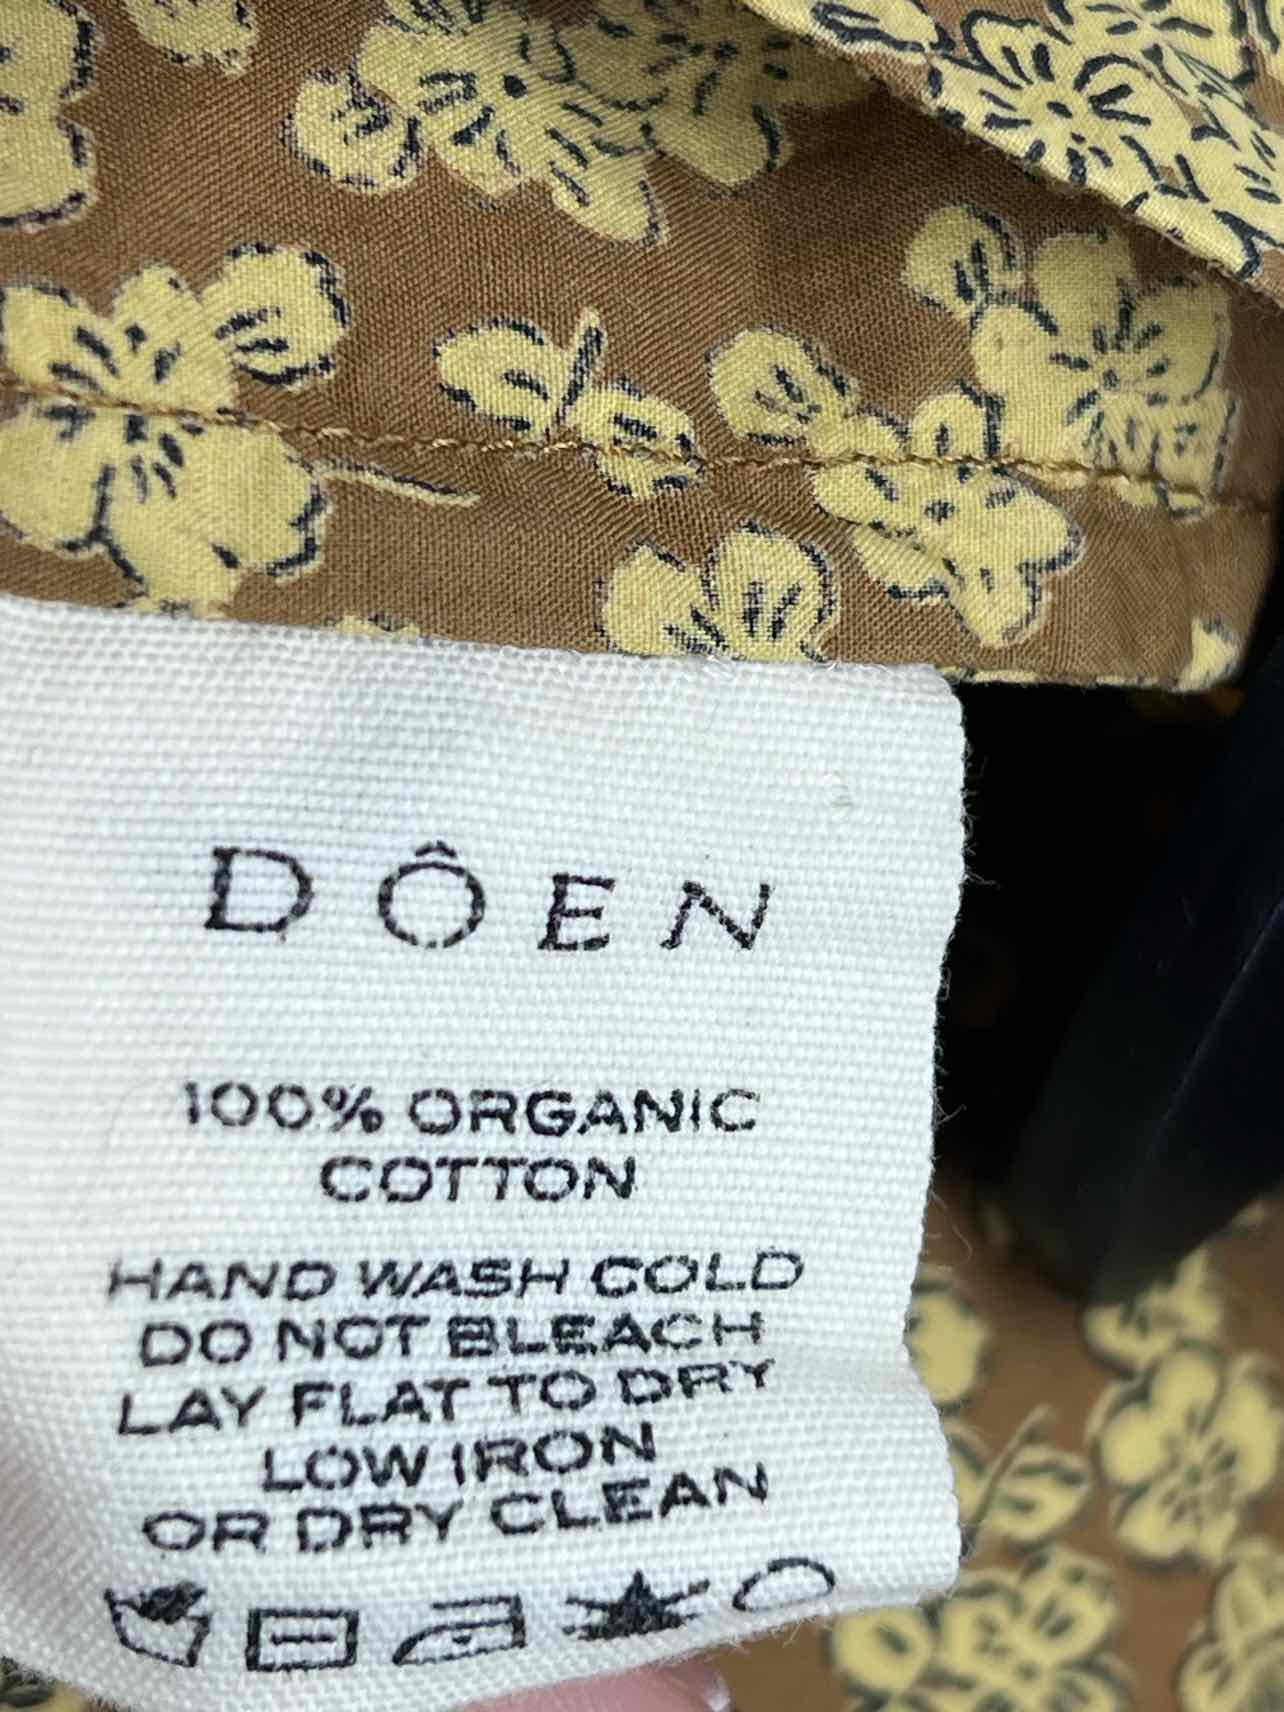 DÔEN
100% ORGANIC
COTTON
HAND WASH COLD
DO NOT BLEACH
LAY FLAT TO DRY
LOW IRON
OR DRY CLEAN